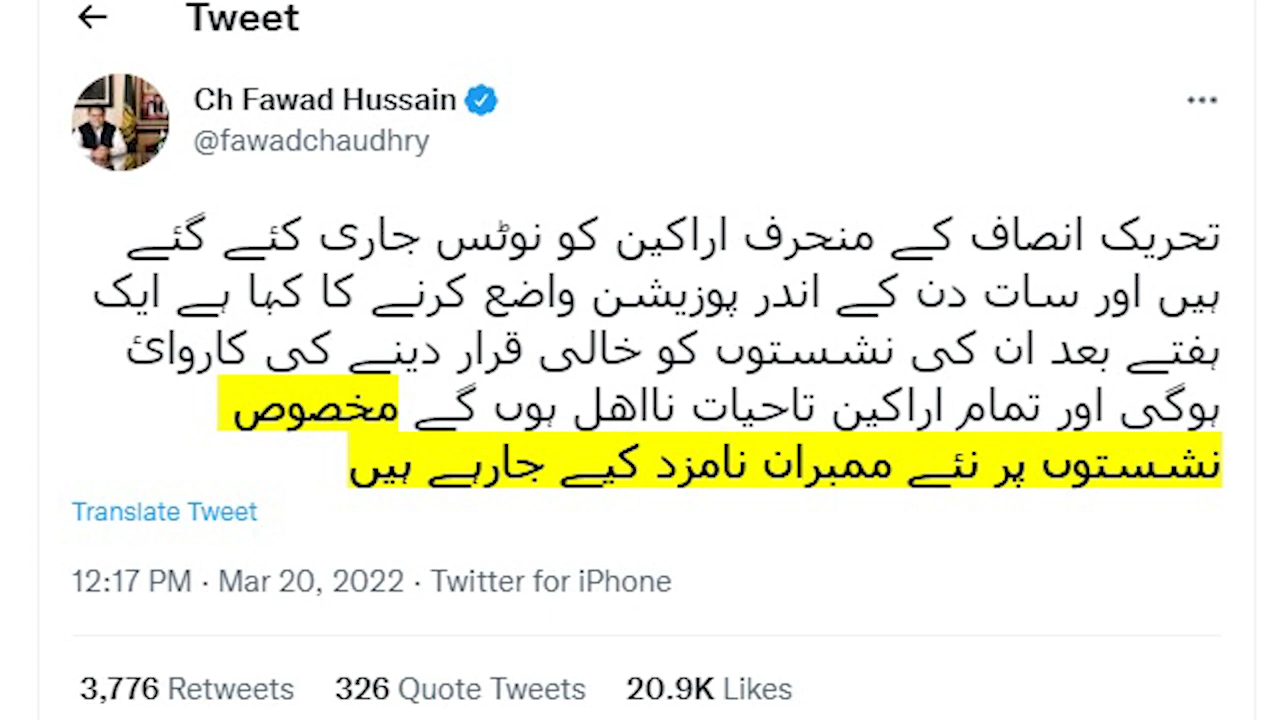 Tweet
Ch Fawad Hussain
@fawadchaudhry
تحریک انصاف کے منحرف اراکین کو نوٹس جاری کئے گئے
ہیں اور سات دن کے اندر پوزیشن واضع کرنے کا کہا ہے ایک
ہفتے بعد ان کی نشستوں کو خالی قرار دینے کی کاروائ
ہوگی اور تمام اراکین تاحیات نااھل ہوں گے مخصوص
نشستوں پر نئے ممبران نامزد کیے جارہے ہیں
Translate Tweet
12:17 PM · Mar 20, 2022 · Twitter for iPhone
3,776 Retweets 326 Quote Tweets 20.9K Likes